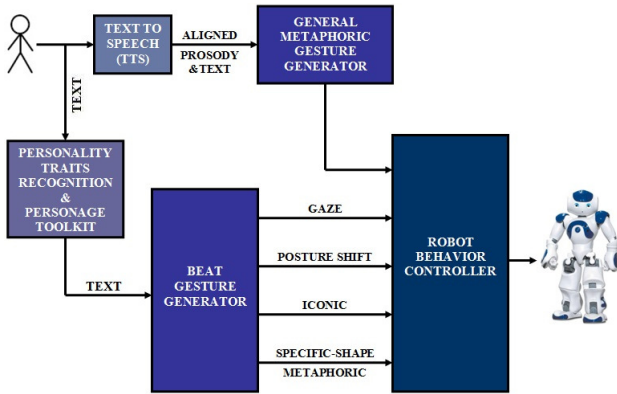 TEXT TO
SPEECH
(TTS)
ALIGNED
PROSODY
&TEXT
GENERAL
METAPHORIC
GESTURE
GENERATOR
TEXT
PERSONALITY
TRAITS
RECOGNITION
&
PERSONAGE
TOOLKIT
TEXT
BEAT
GESTURE
GENERATOR
GAZE
POSTURE SHIFT
ICONIC
SPECIFIC-SHAPE
METAPHORIC
ROBOT
BEHAVIOR
CONTROLLER